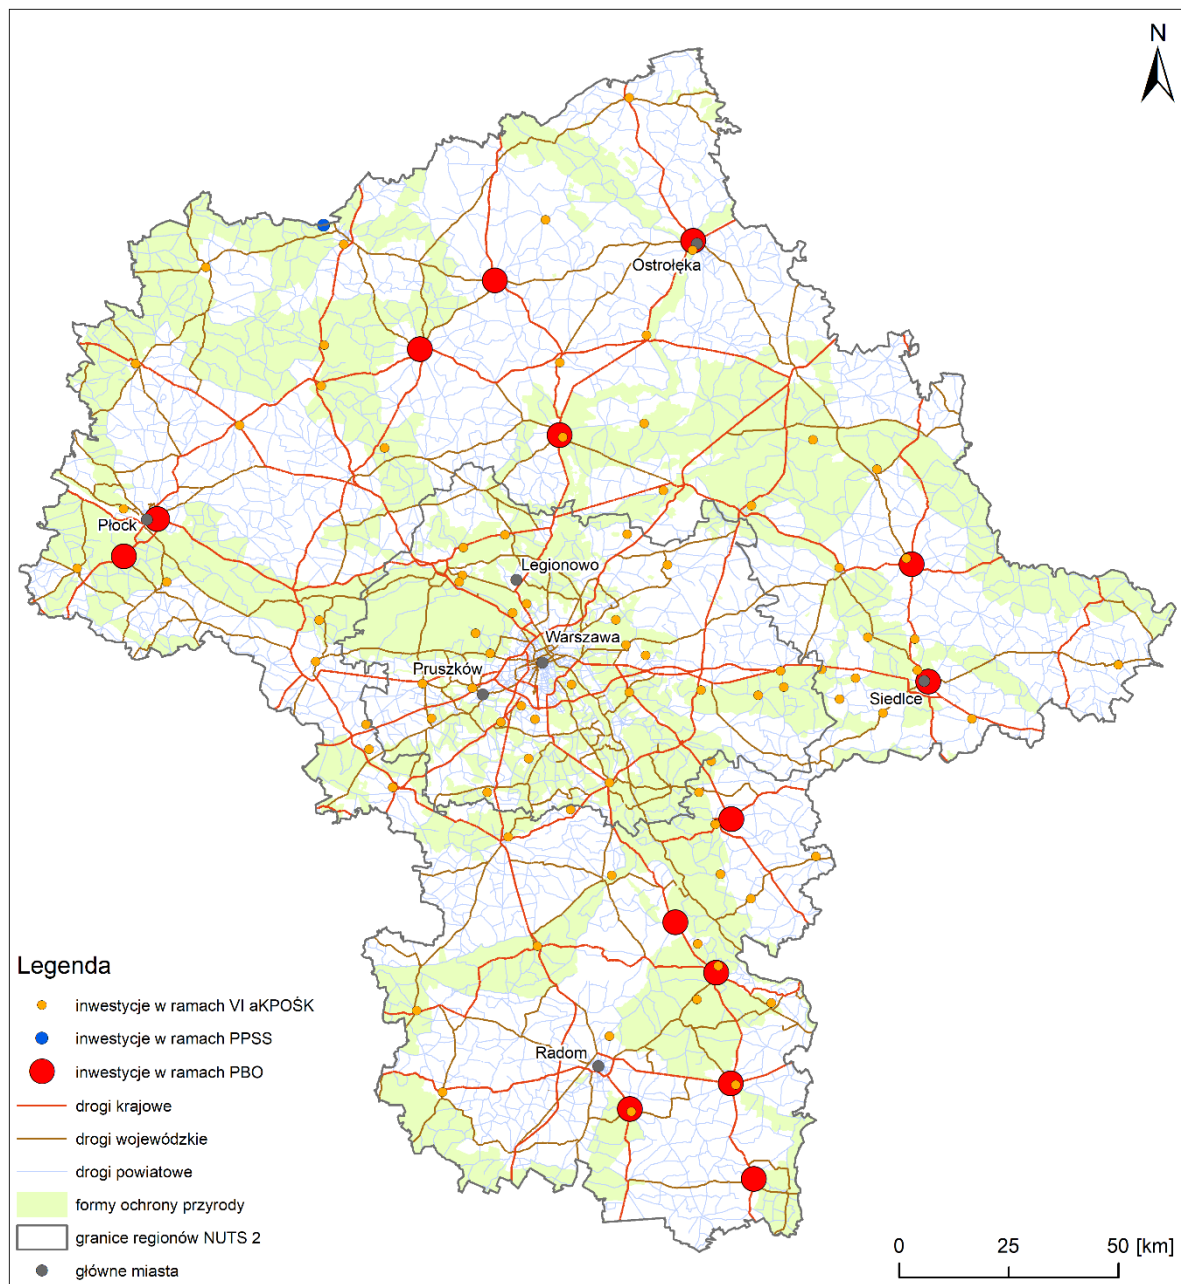 N
Ostrołęka
Płock
Legionowo
Warszawa
Pruszków
Siedlce
Radom
Legenda
inwestycje w ramach VI aKPOŚK
inwestycje w ramach PPSS
inwestycje w ramach PBO
drogi krajowe
drogi wojewódzkie
drogi powiatowe
formy ochrony przyrody
granice regionów NUTS 2
główne miasta
0 25 50 [km]